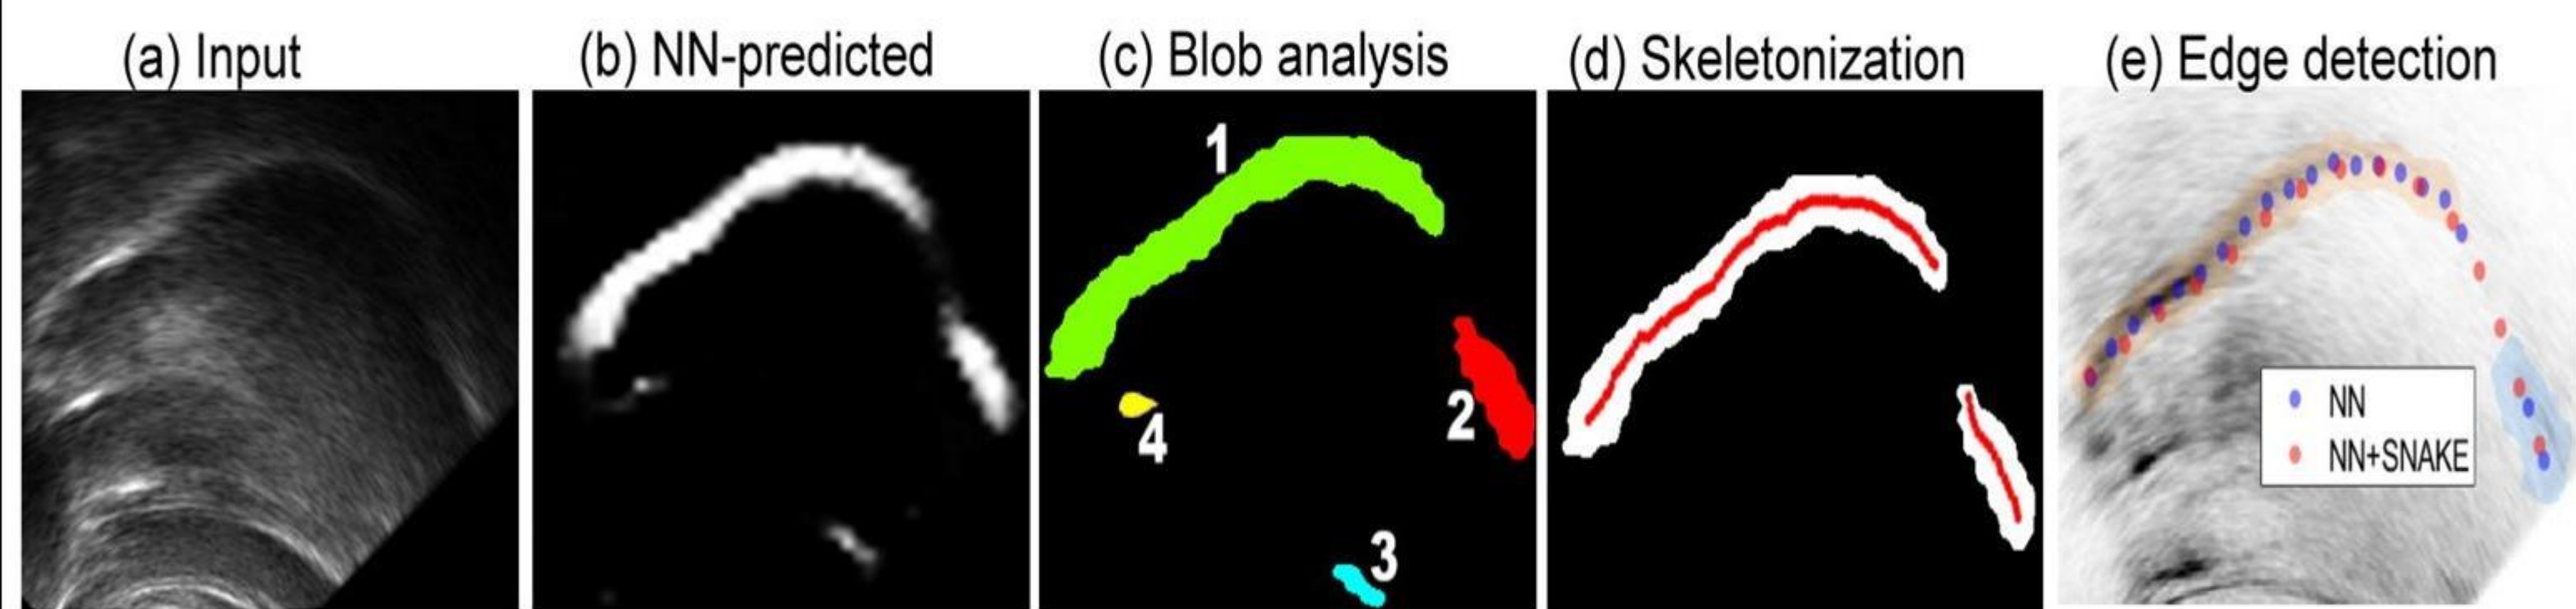 (a) Input
(b) NN-predicted
(c) Blob analysis
(d) Skeletonization
(e) Edge detection
1
2
3
4
NN
NN+SNAKE